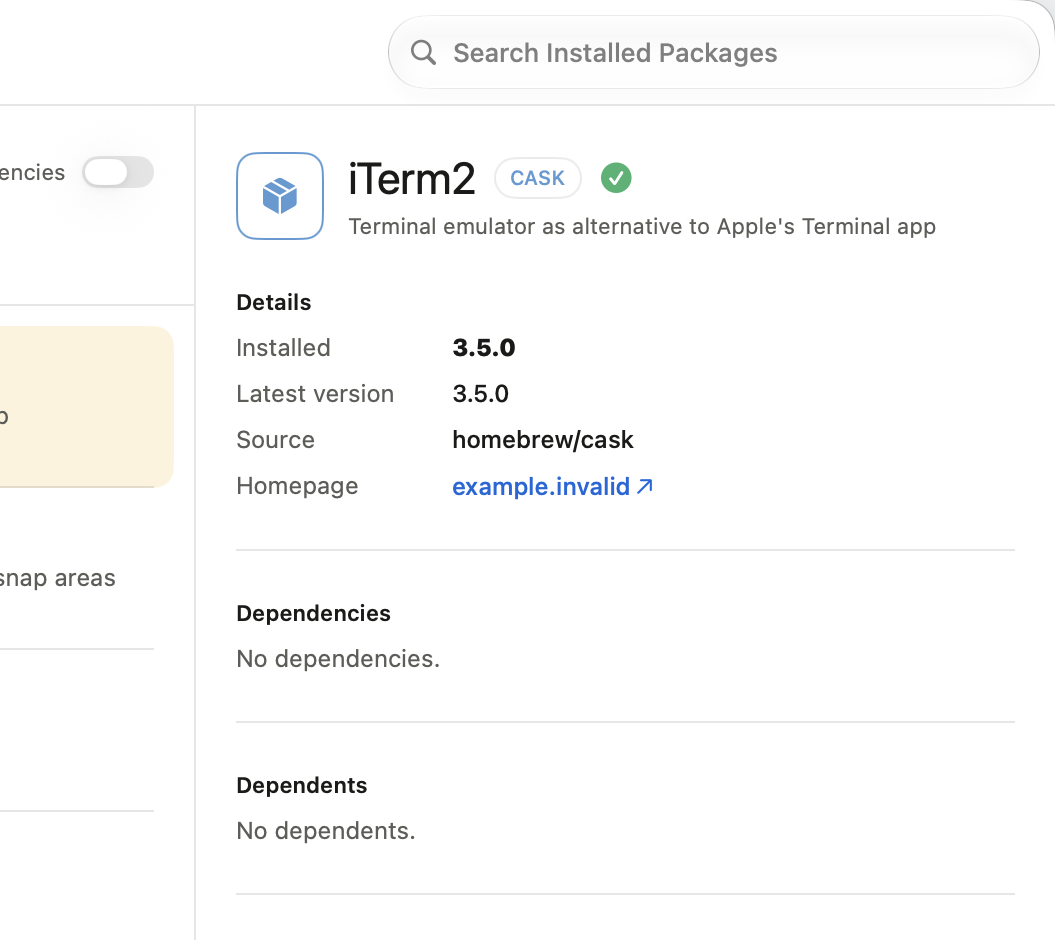 Search Installed Packages
encies
p
snap areas
iTerm2 CASK
Terminal emulator as alternative to Apple's Terminal app
Details
Installed 3.5.0
Latest version 3.5.0
Source homebrew/cask
Homepage example.invalid ↗
Dependencies
No dependencies.
Dependents
No dependents.